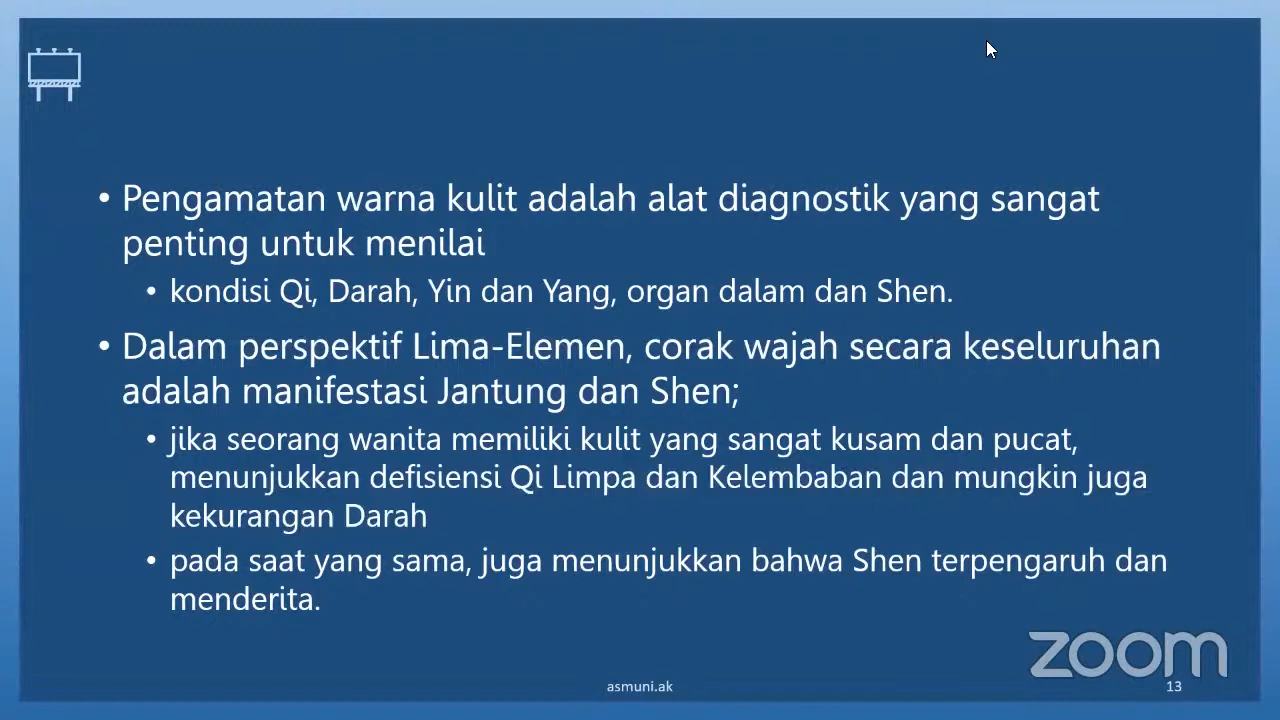 • Pengamatan warna kulit adalah alat diagnostik yang sangat
penting untuk menilai
• kondisi Qi, Darah, Yin dan Yang, organ dalam dan Shen.
• Dalam perspektif Lima-Elemen, corak wajah secara keseluruhan
adalah manifestasi Jantung dan Shen;
• jika seorang wanita memiliki kulit yang sangat kusam dan pucat,
menunjukkan defisiensi Qi Limpa dan Kelembaban dan mungkin juga
kekurangan Darah
• pada saat yang sama, juga menunjukkan bahwa Shen terpengaruh dan
menderita.
zoom
asmuni.ak
13